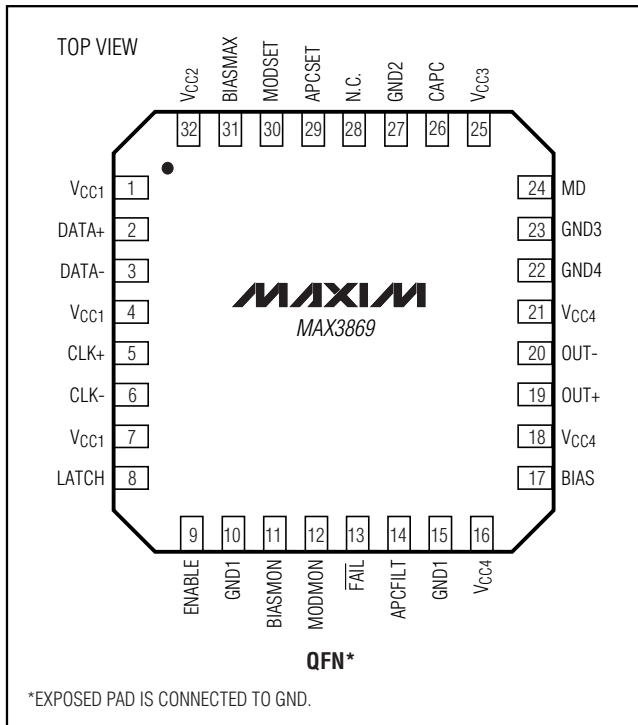 TOP VIEW
VCC2
BIASMAX
MODSET
APCSET
N.C.
GND2
CAPC
VCC3
32 31 30 29 28 27 26 25
VCC1 1
DATA+ 2
DATA- 3
VCC1 4
CLK+ 5
CLK- 6
VCC1 7
LATCH 8
MAXIM
MAX3869
24 MD
23 GND3
22 GND4
21 VCC4
20 OUT-
19 OUT+
18 VCC4
17 BIAS
9 10 11 12 13 14 15 16
ENABLE
GND1
BIASMON
MODMON
FAIL
APCFILT
GND1
VCC4
QFN*
*EXPOSED PAD IS CONNECTED TO GND.